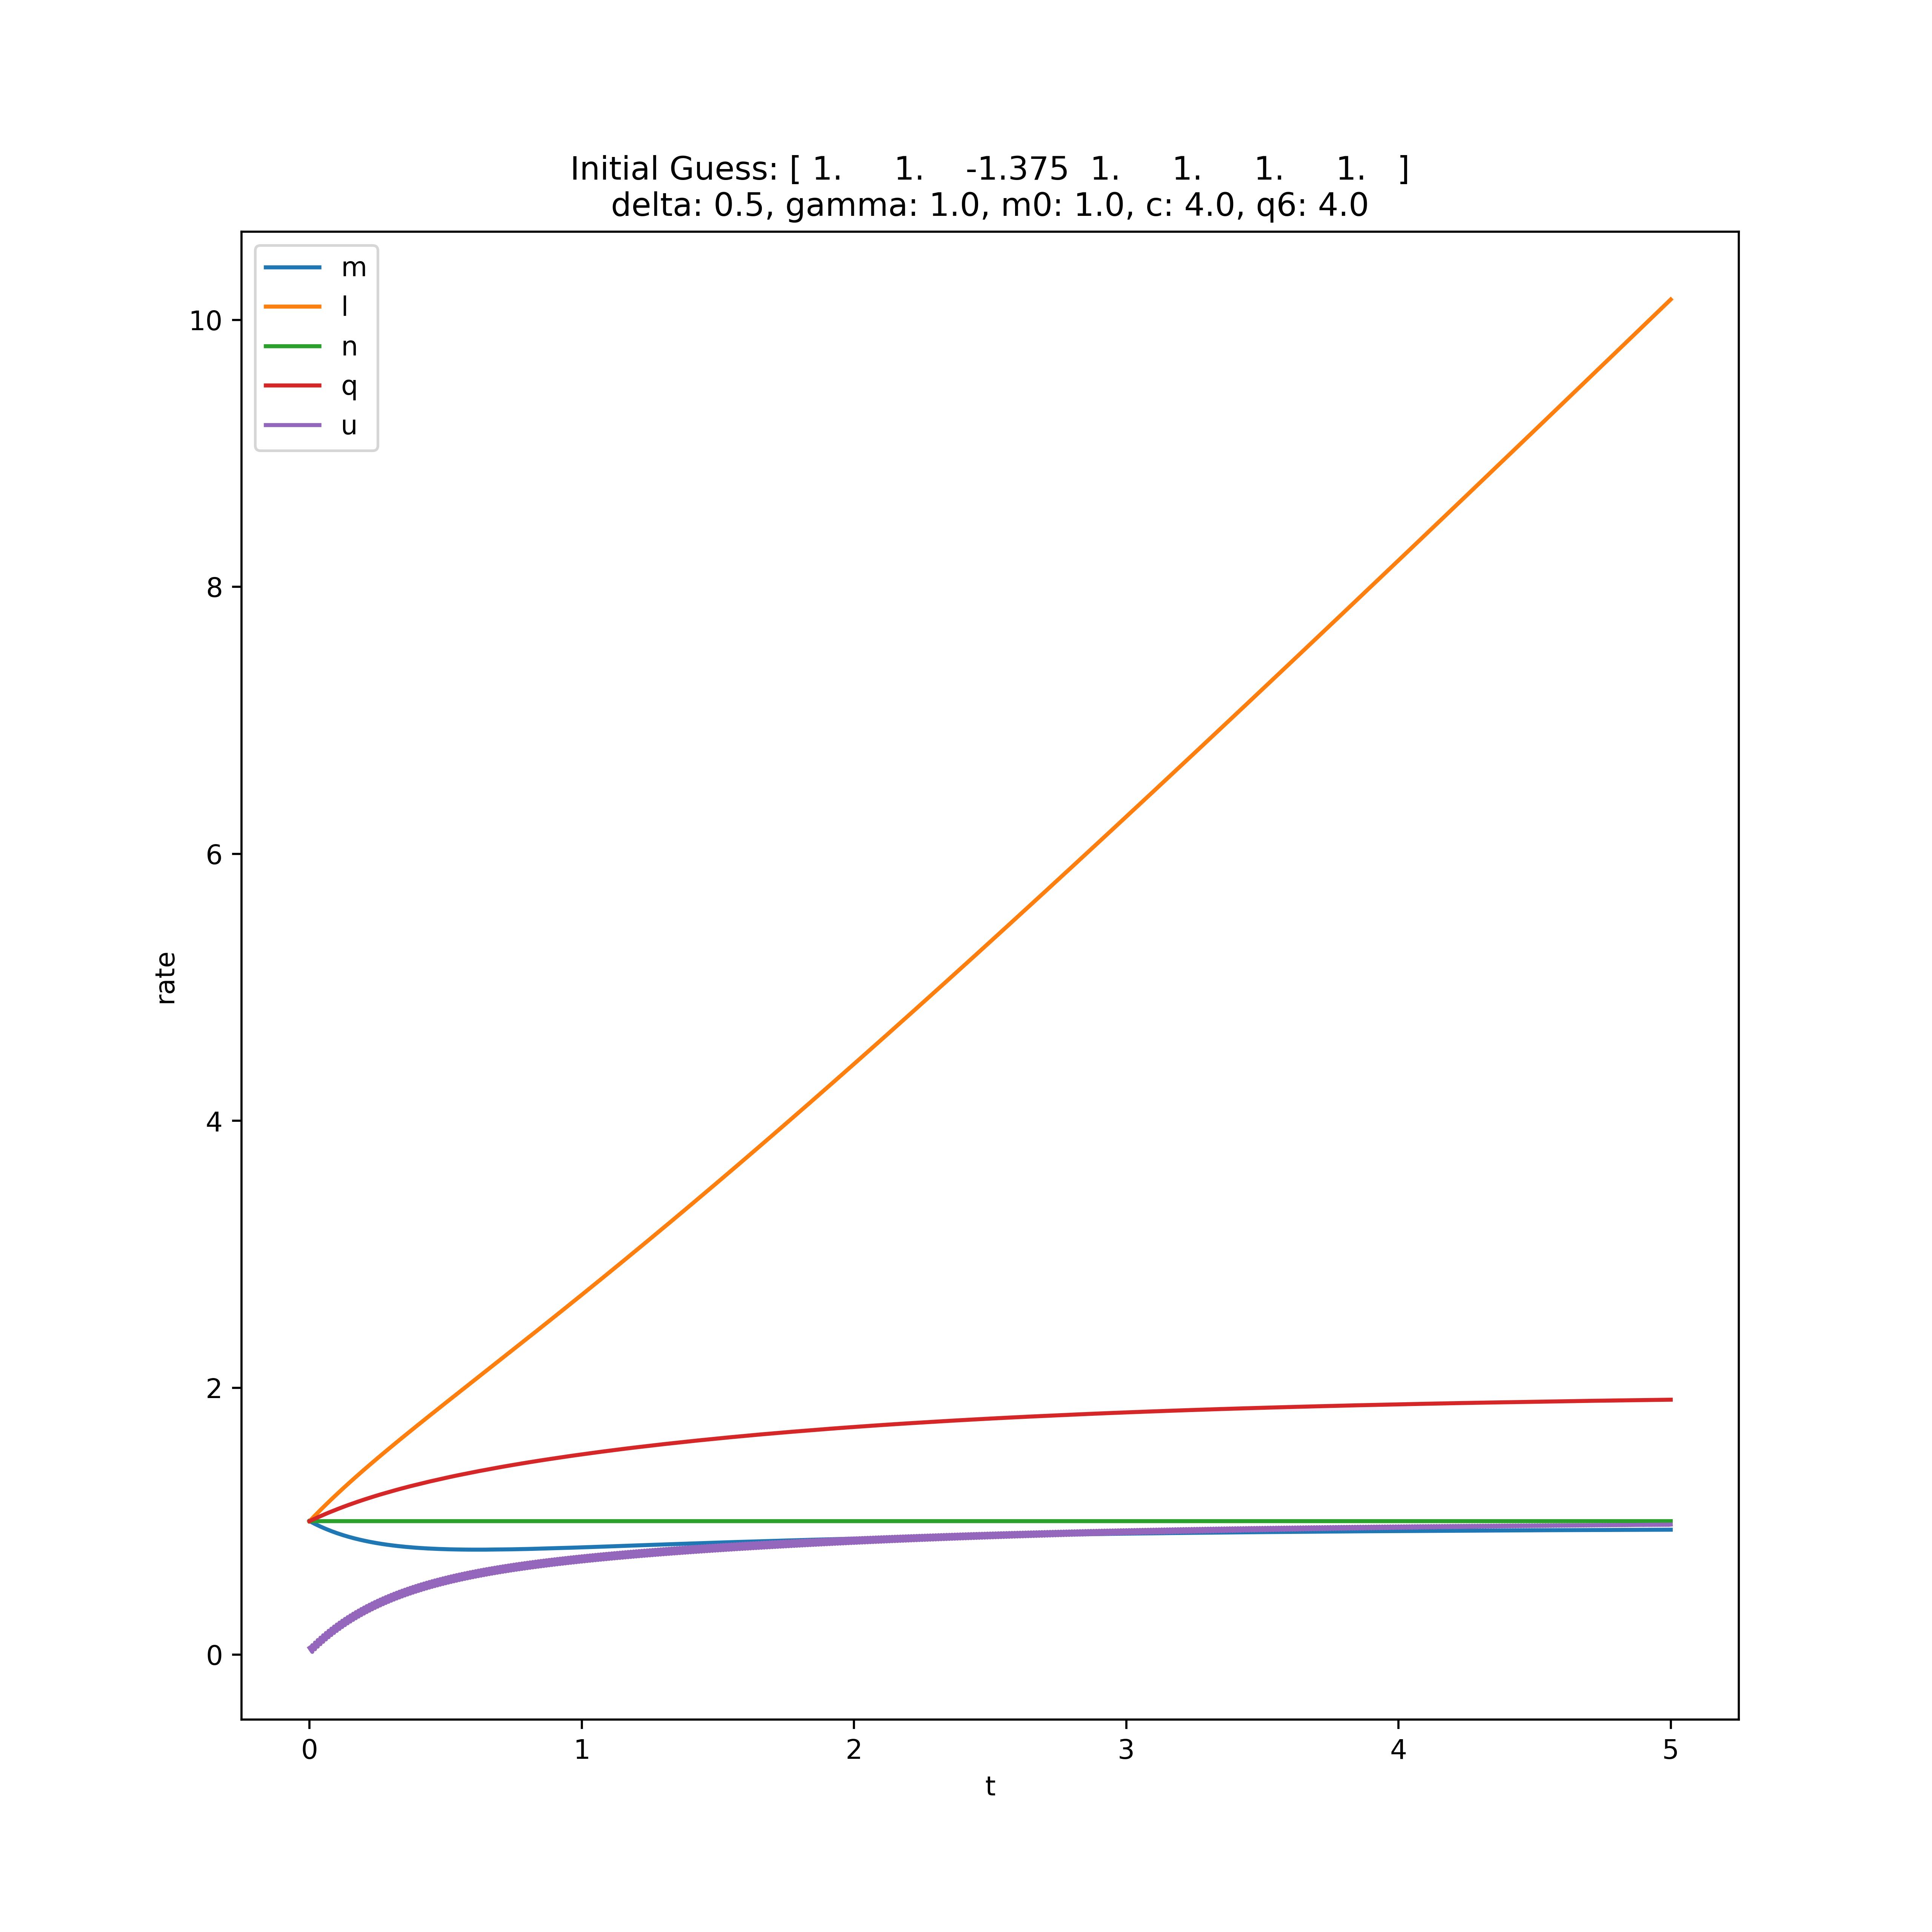 Initial Guess: [ 1. 1. -1.375 1. 1. 1. 1. ]
delta: 0.5, gamma: 1.0, m0: 1.0, c: 4.0, q6: 4.0
m
l
n
q
u
10
8
6
4
2
0
rate
0 1 2 3 4 5
t